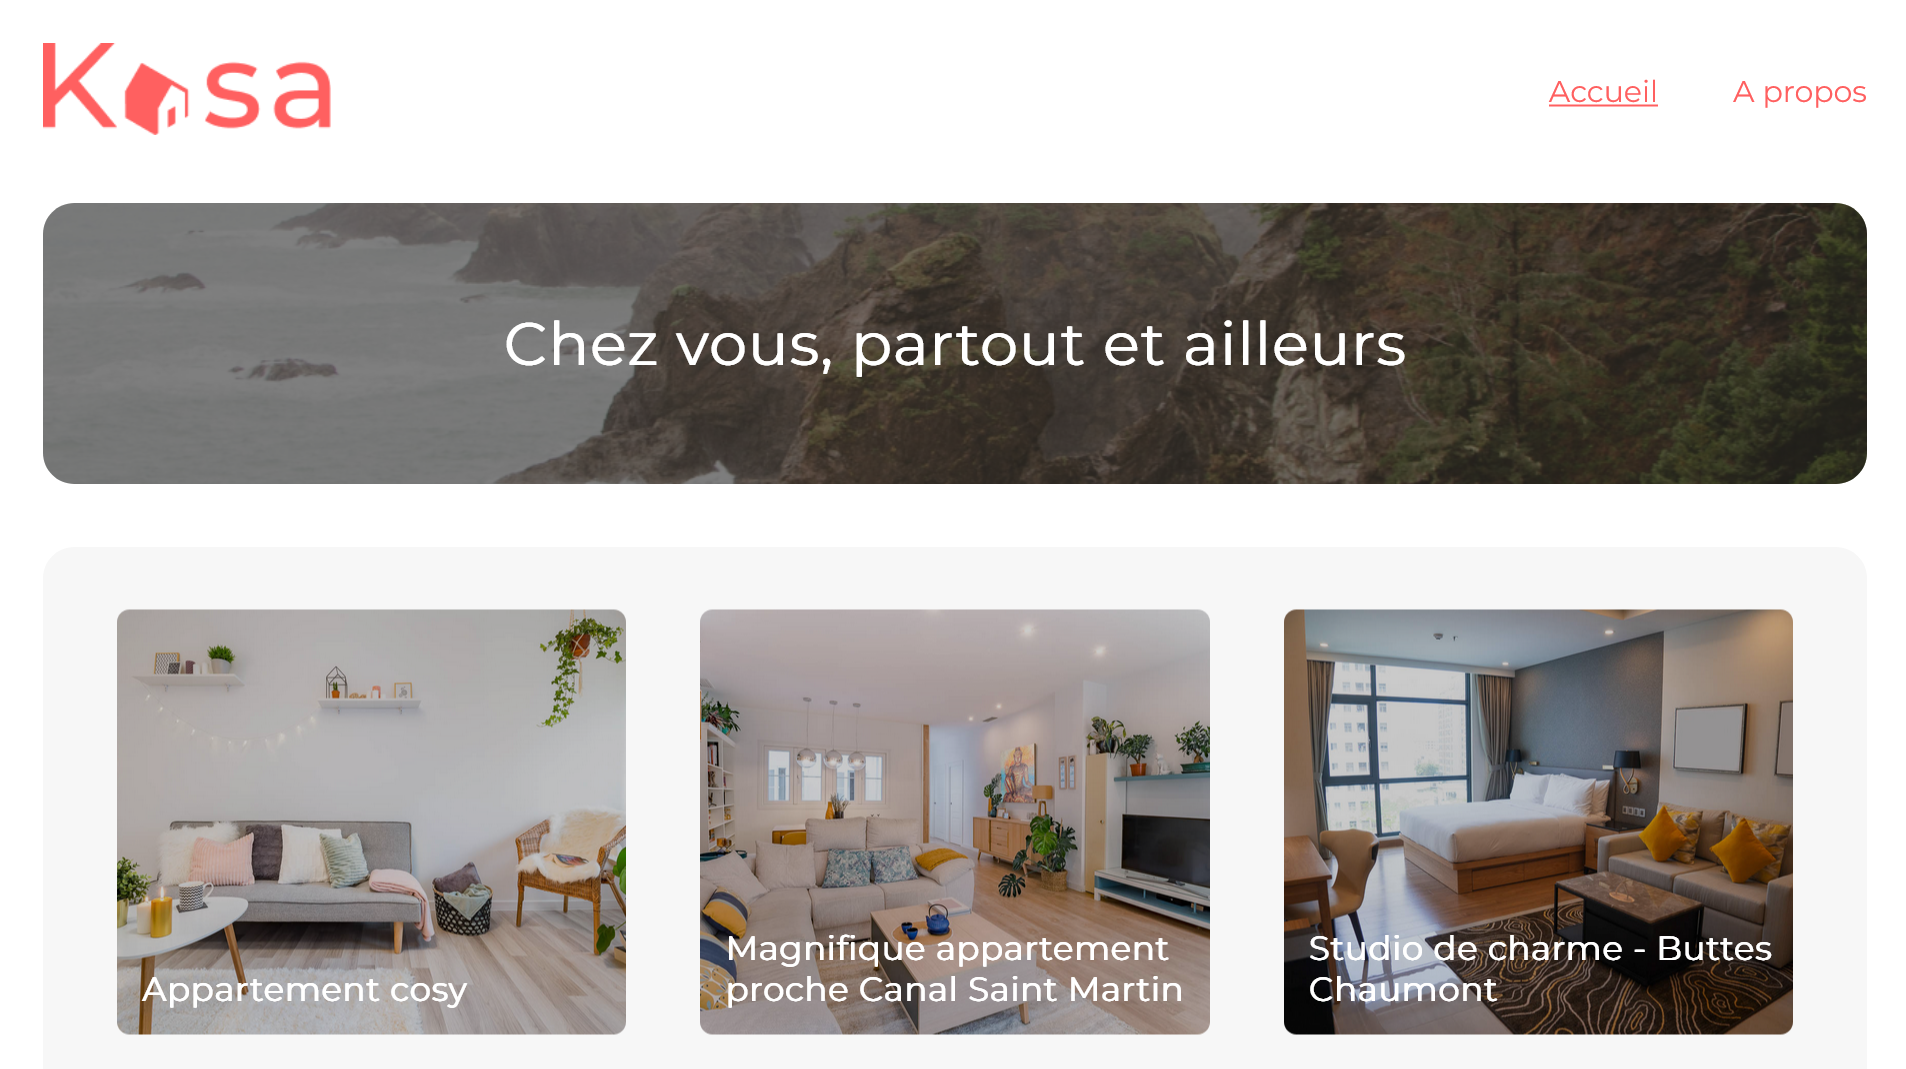 Kasa
Accueil
A propos
Chez vous, partout et ailleurs
Appartement cosy
Magnifique appartement
proche Canal Saint Martin
Studio de charme - Buttes
Chaumont